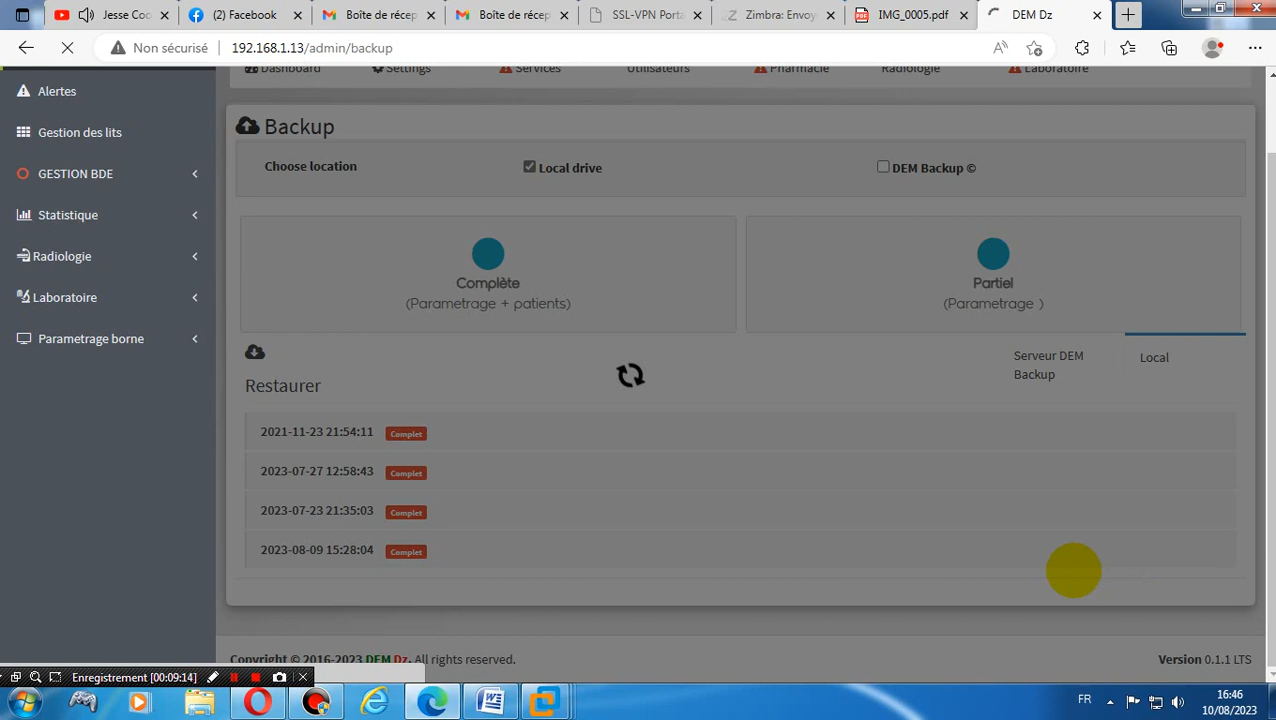 Jesse Coo
Facebook
Boîte de récep
Boîte de récep
SSL-VPN Porta
Zimbra: Envoy
IMG_0005.pdf
DEM Dz
Non sécurisé
192.168.1.13/admin/backup
Dashboard
Settings
Services
Utilisateurs
Pharmacie
Radiologie
Laboratoire
Alertes
Gestion des lits
GESTION BDE
Statistique
Radiologie
Laboratoire
Parametrage borne
Backup
Choose location
Local drive
DEM Backup ©
Complète
(Parametrage + patients)
Partiel
(Parametrage )
Serveur DEM
Backup
Local
Restaurer
2021-11-23 21:54:11 Complet
2023-07-27 12:58:43 Complet
2023-07-23 21:35:03 Complet
2023-08-09 15:28:04 Complet
Copyright © 2016-2023 DEM Dz. All rights reserved.
Version 0.1.1 LTS
Enregistrement [00:09:14]
FR
16:46
10/08/2023